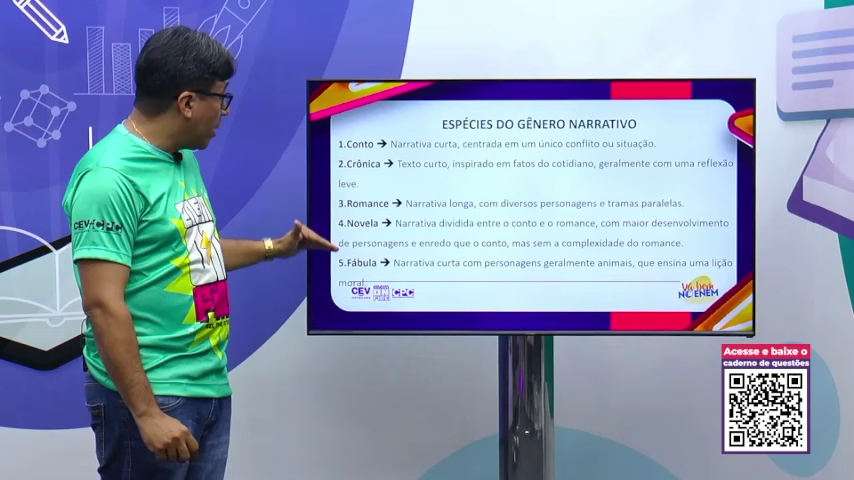 ESPÉCIES DO GÊNERO NARRATIVO
1.Conto → Narrativa curta, centrada em um único conflito ou situação.
2.Crônica → Texto curto, inspirado em fatos do cotidiano, geralmente com uma reflexão
leve.
3.Romance → Narrativa longa, com diversos personagens e tramas paralelas.
4.Novela → Narrativa dividida entre o conto e o romance, com maior desenvolvimento
de personagens e enredo que o conto, mas sem a complexidade do romance.
5.Fábula → Narrativa curta com personagens geralmente animais, que ensina uma lição
moral.
CEV
CPC
NO ENEM
CEV CPC
Acesse e baixe o
caderno de questões